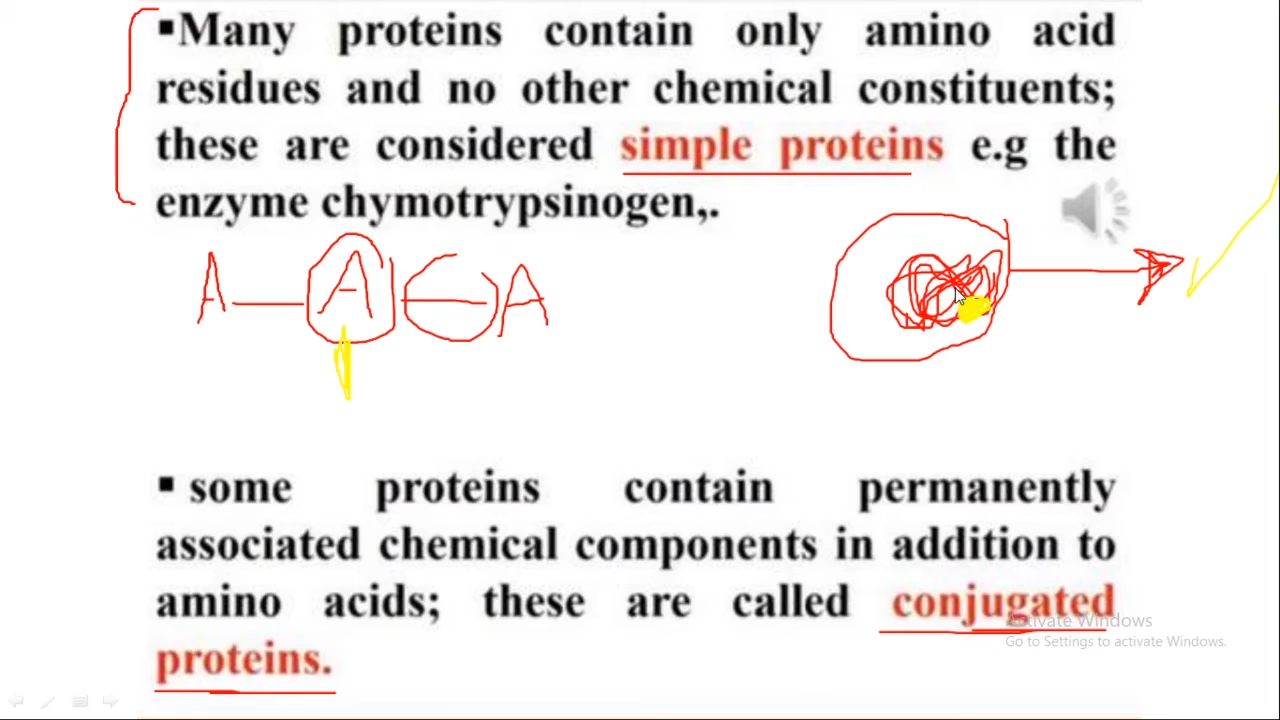 ▪Many proteins contain only amino acid
residues and no other chemical constituents;
these are considered simple proteins e.g the
enzyme chymotrypsinogen,.
A — A — A
▪ some proteins contain permanently
associated chemical components in addition to
amino acids; these are called conjugated
proteins.
Activate Windows
Go to Settings to activate Windows.